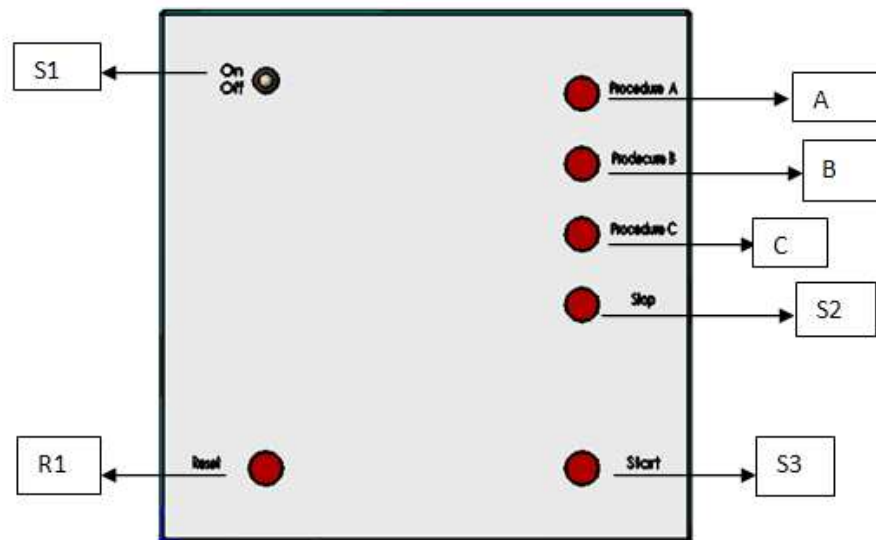 S1
On
Off
Procedure A
A
Prodecure B
B
Procedure C
C
Stop
S2
R1
Reset
Start
S3